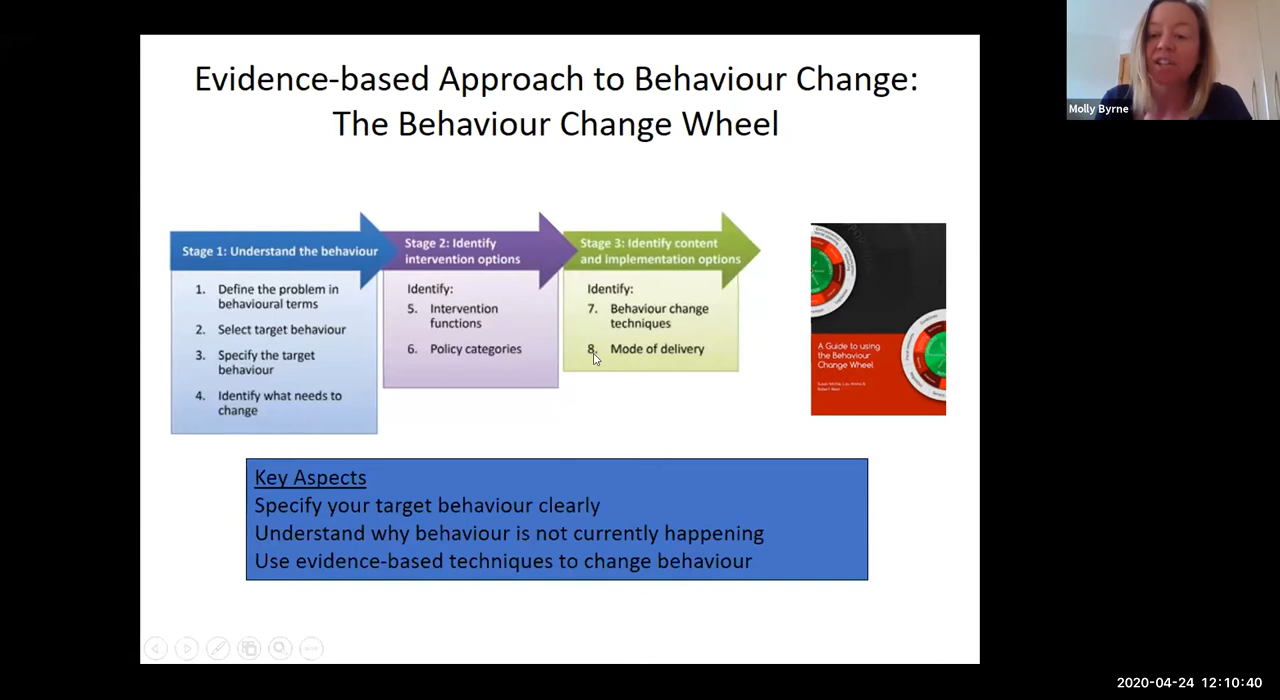 Evidence-based Approach to Behaviour Change:
The Behaviour Change Wheel
Molly Byrne
Stage 1: Understand the behaviour
1. Define the problem in
behavioural terms
2. Select target behaviour
3. Specify the target
behaviour
4. Identify what needs to
change
Stage 2: Identify
intervention options
Identify:
5. Intervention
functions
6. Policy categories
Stage 3: Identify content
and implementation options
Identify:
7. Behaviour change
techniques
8. Mode of delivery
A Guide to using
the Behaviour
Change Wheel
Key Aspects
Specify your target behaviour clearly
Understand why behaviour is not currently happening
Use evidence-based techniques to change behaviour
2020-04-24 12:10:40